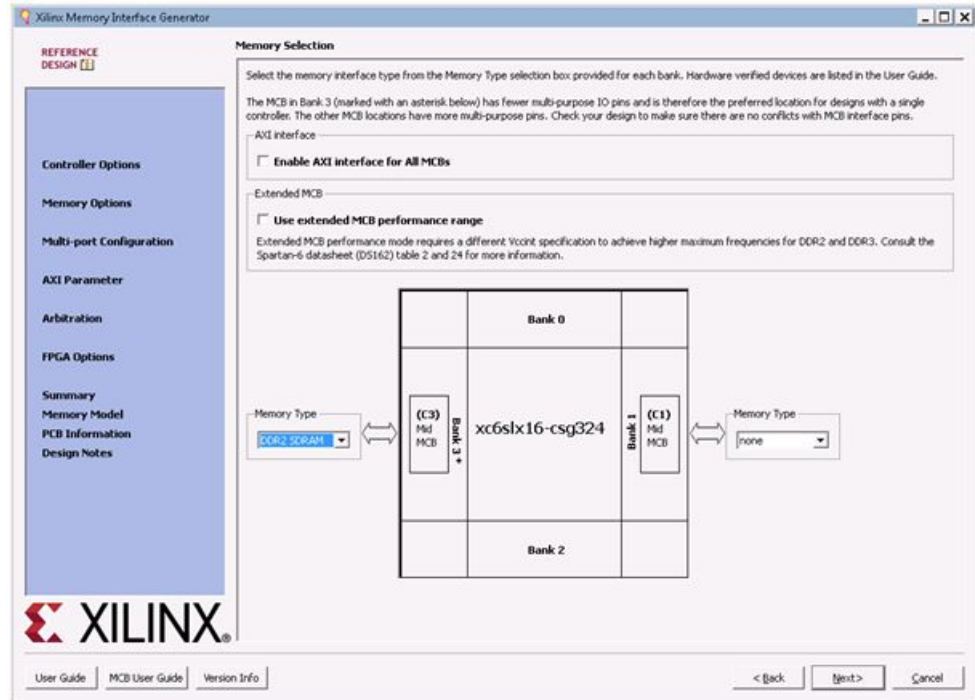 Xilinx Memory Interface Generator
REFERENCE
DESIGN
Controller Options
Memory Options
Multi-port Configuration
AXI Parameter
Arbitration
FPGA Options
Summary
Memory Model
PCB Information
Design Notes
XILINX®
Memory Selection
Select the memory interface type from the Memory Type selection box provided for each bank. Hardware verified devices are listed in the User Guide.
The MCB in Bank 3 (marked with an asterisk below) has fewer multi-purpose IO pins and is therefore the preferred location for designs with a single
controller. The other MCB locations have more multi-purpose pins. Check your design to make sure there are no conflicts with MCB interface pins.
AXI interface
Enable AXI interface for All MCBs
Extended MCB
Use extended MCB performance range
Extended MCB performance mode requires a different Vccint specification to achieve higher maximum frequencies for DDR2 and DDR3. Consult the
Spartan-6 datasheet (DS162) table 2 and 24 for more information.
Bank 0
Memory Type
DDR2 SDRAM
(C3)
Mid
MCB
Bank 3 *
xc6slx16-csg324
Bank 1
(C1)
Mid
MCB
Memory Type
none
Bank 2
User Guide
MCB User Guide
Version Info
< Back
Next>
Cancel